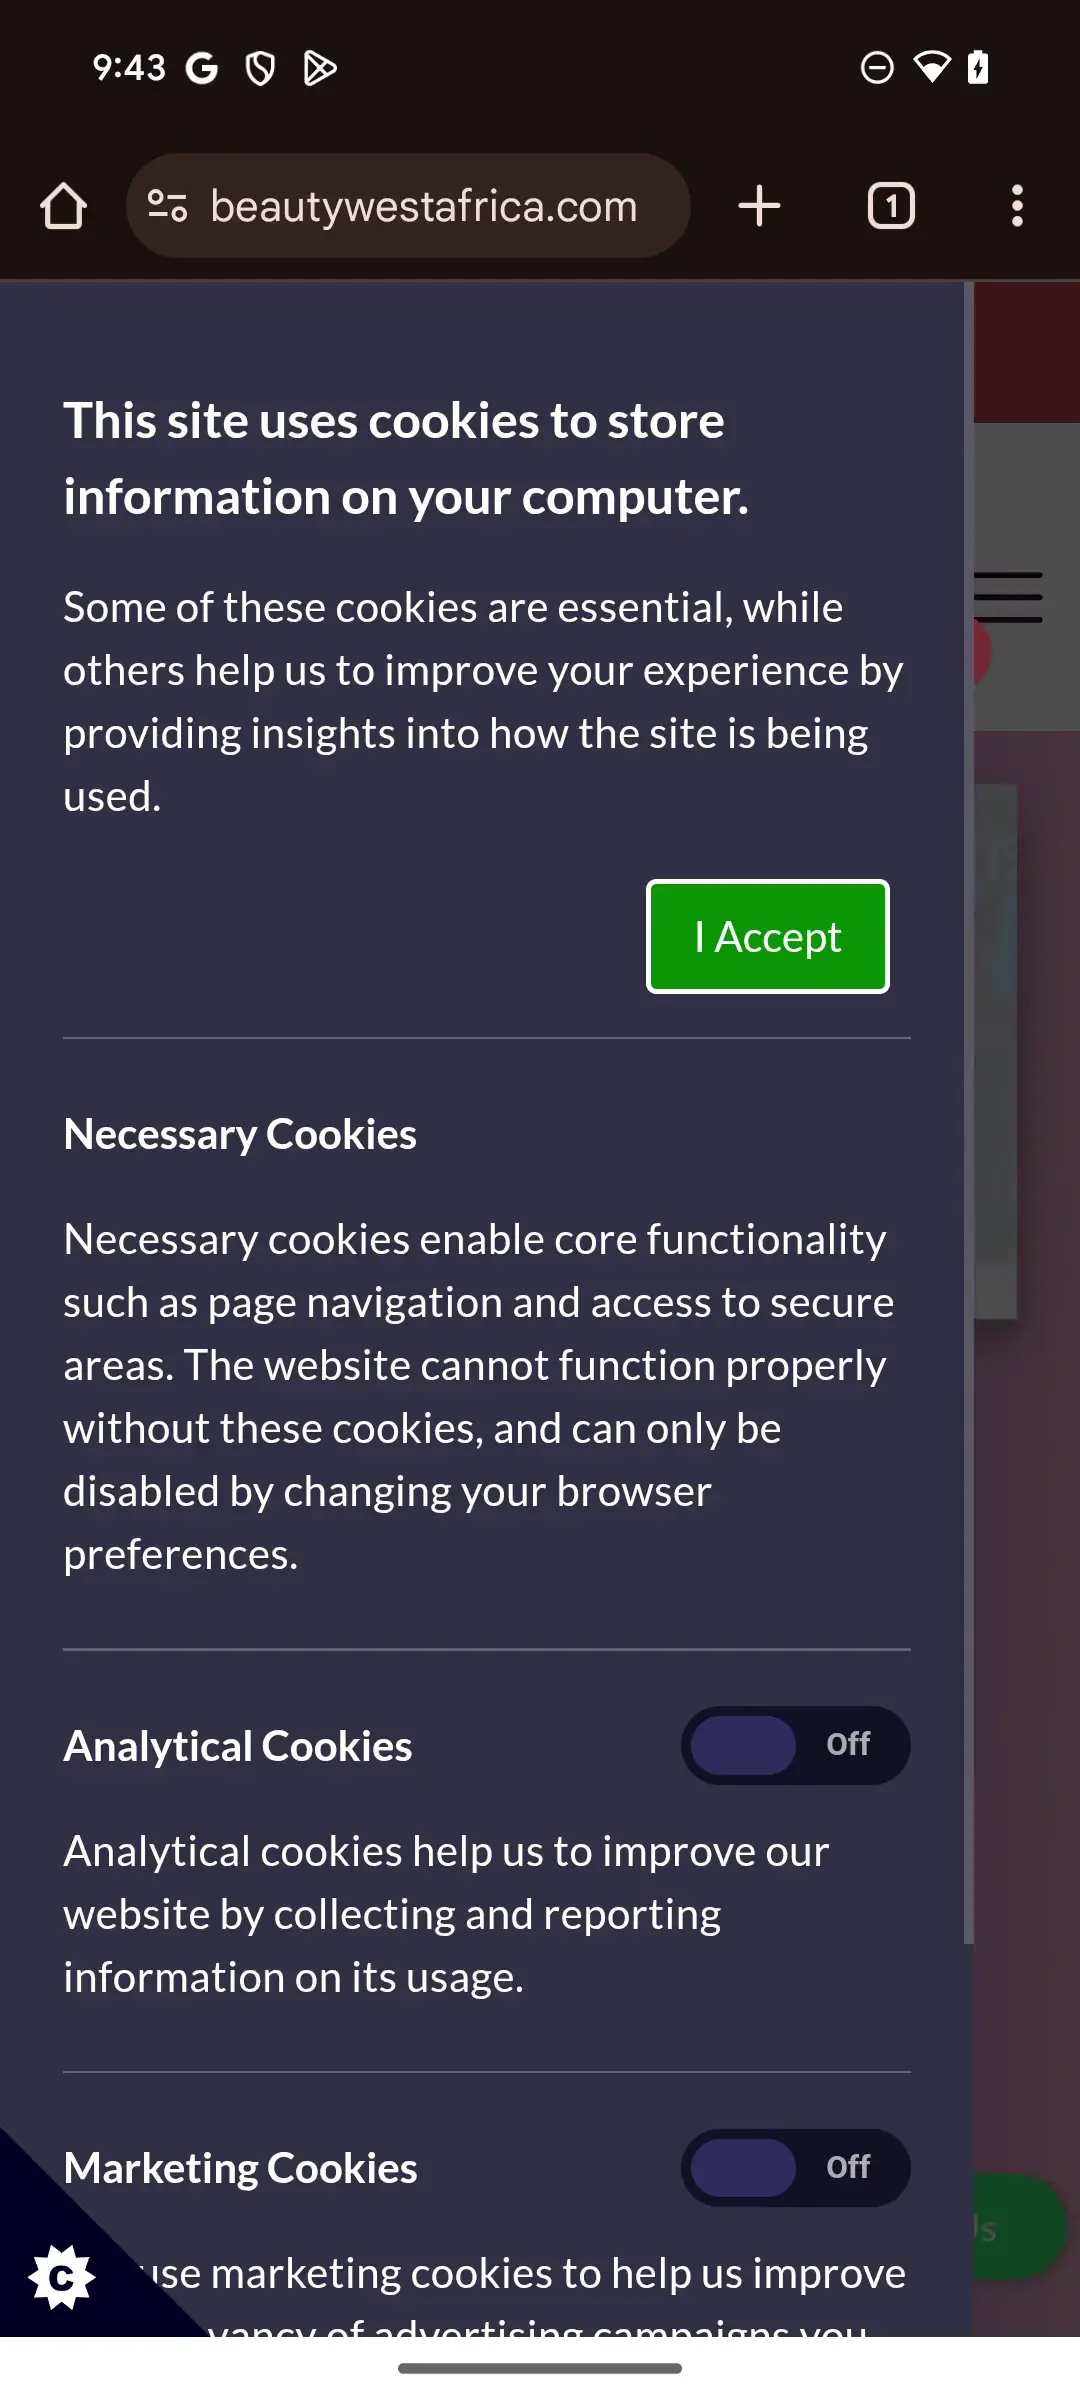 9:43
beautywestafrica.com
1
This site uses cookies to store
information on your computer.
Some of these cookies are essential, while
others help us to improve your experience by
providing insights into how the site is being
used.
I Accept
Necessary Cookies
Necessary cookies enable core functionality
such as page navigation and access to secure
areas. The website cannot function properly
without these cookies, and can only be
disabled by changing your browser
preferences.
Analytical Cookies
Off
Analytical cookies help us to improve our
website by collecting and reporting
information on its usage.
Marketing Cookies
Off
use marketing cookies to help us improve
of advertising campaigns you